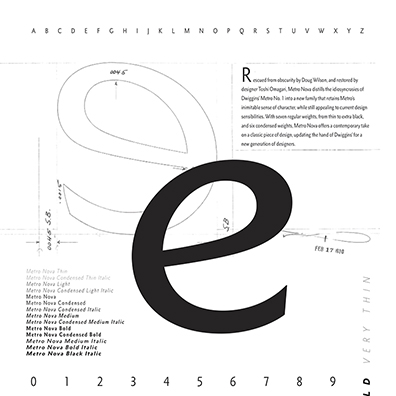 A B C D E F G H I J K L M N O P Q R S T U V W X Y Z
.0045
Rescued from obscurity by Doug Wilson, and restored by
designer Toshi Omagari, Metro Nova distills the idiosyncrasies of
Dwiggins' Metro No. 1 into a new family that retains Metro's
inimitable sense of character, while still appealing to current design
sensibilities. With seven regular weights, from thin to extra black,
and six condensed weights, Metro Nova offers a contemporary take
on a classic piece of design, updating the hand of Dwiggins' for a
new generation of designers.
.0015
.0045 S.B.
S.B
e
FEB 17 1931
Metro Nova Thin
Metro Nova Condensed Thin Italic
Metro Nova Light
Metro Nova Condensed Light Italic
Metro Nova
Metro Nova Condensed
Metro Nova Condensed Italic
Metro Nova Medium
Metro Nova Condensed Medium Italic
Metro Nova Bold
Metro Nova Condensed Bold
Metro Nova Medium Italic
Metro Nova Bold Italic
Metro Nova Black Italic
LD VERY THIN
0 1 2 3 4 5 6 7 8 9